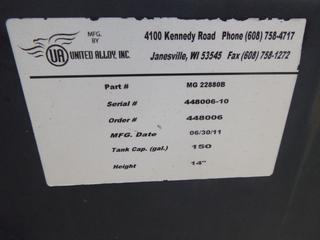 MFG. BY
UA UNITED ALLOY, INC.
4100 Kennedy Road Phone (608) 758-4717
Janesville, WI 53545 Fax (608) 758-1272
Part # MG 22880B
Serial # 448006-10
Order # 448006
MFG. Date 06/30/11
Tank Cap. (gal.) 150
Height 14"